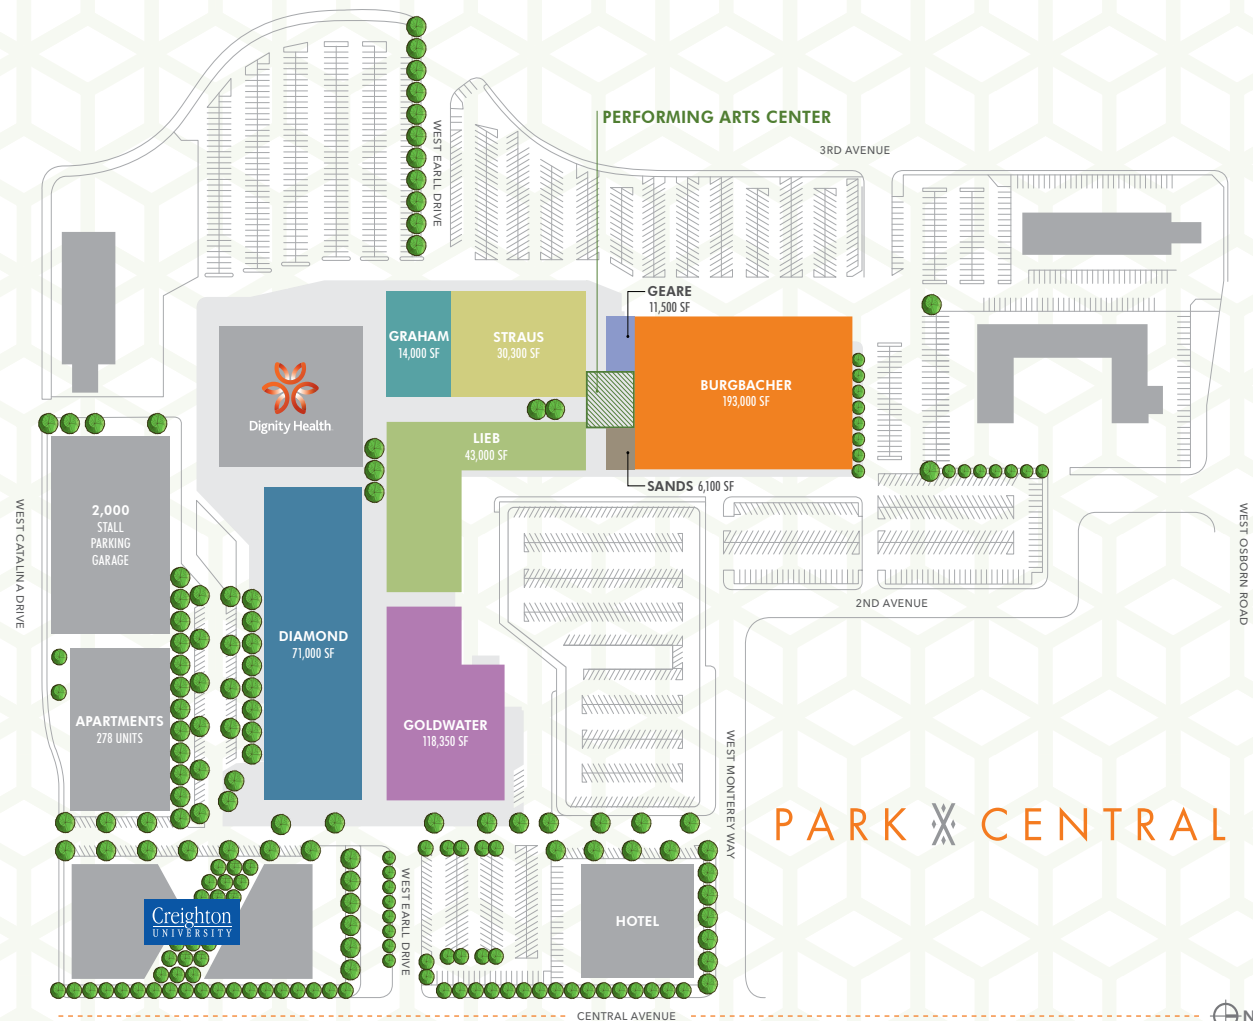 PERFORMING ARTS CENTER
3RD AVENUE
WEST EARLL DRIVE
GEARE
11,500 SF
GRAHAM
14,000 SF
STRAUS
30,300 SF
BURGBACHER
193,000 SF
Dignity Health
LIEB
43,000 SF
SANDS 6,100 SF
2,000
STALL
PARKING
GARAGE
WEST CATALINA DRIVE
WEST OSBORN ROAD
2ND AVENUE
DIAMOND
71,000 SF
APARTMENTS
278 UNITS
GOLDWATER
118,350 SF
WEST MONTEREY WAY
PARK CENTRAL
Creighton
UNIVERSITY
WEST EARLL DRIVE
HOTEL
CENTRAL AVENUE
N